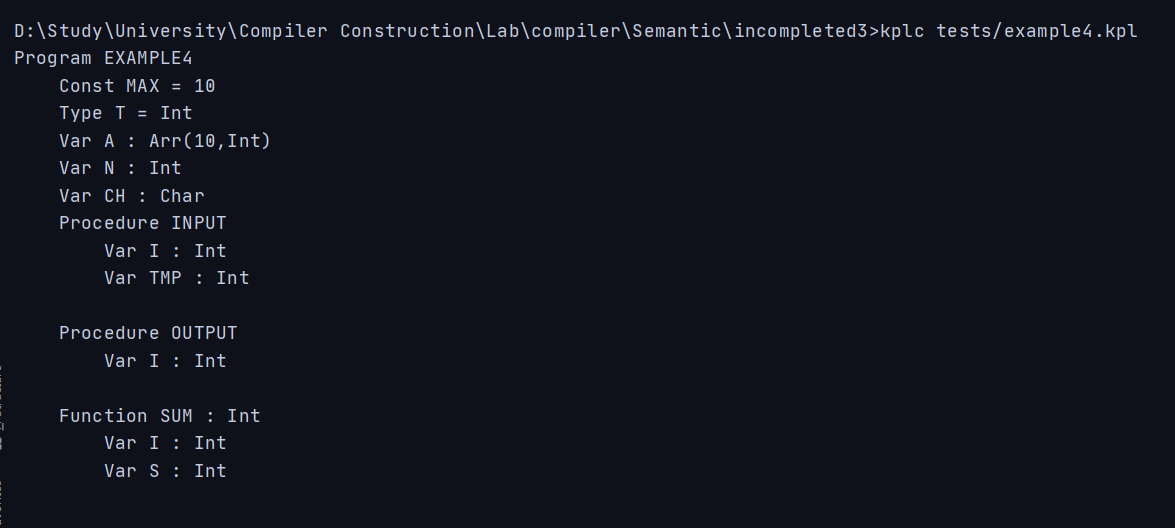 D:\Study\University\Compiler Construction\Lab\compiler\Semantic\incompleted3>kplc tests/example4.kpl
Program EXAMPLE4
    Const MAX = 10
    Type T = Int
    Var A : Arr(10,Int)
    Var N : Int
    Var CH : Char
    Procedure INPUT
        Var I : Int
        Var TMP : Int

    Procedure OUTPUT
        Var I : Int

    Function SUM : Int
        Var I : Int
        Var S : Int